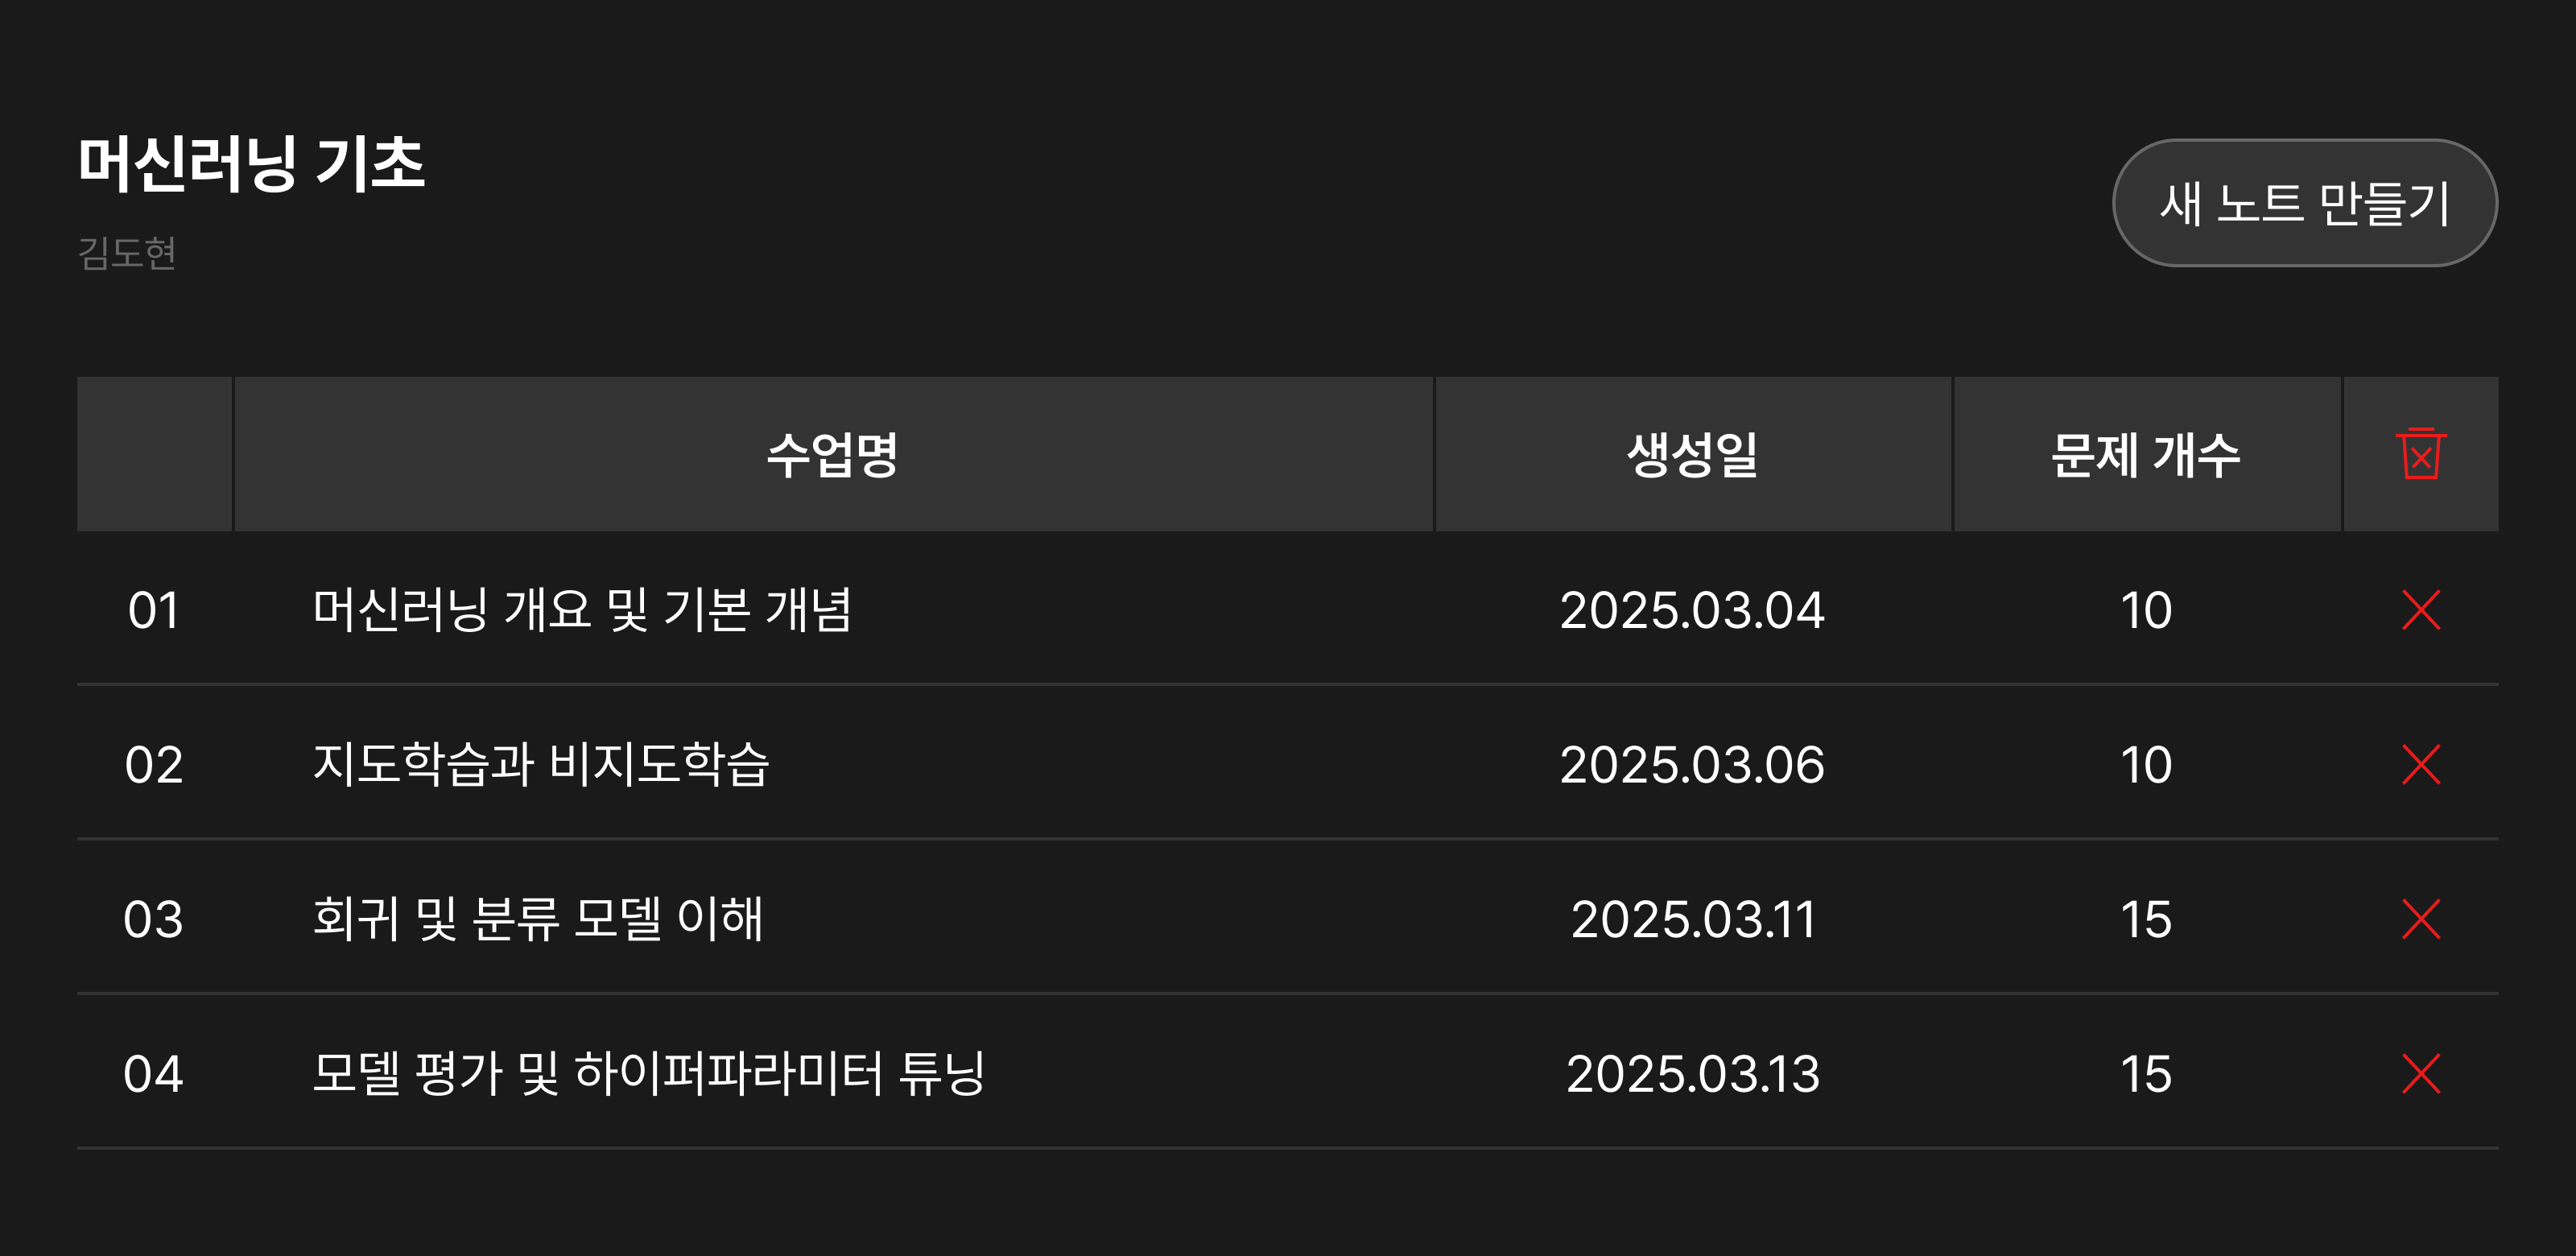 머신러닝 기초
김도현
새 노트 만들기
수업명 생성일 문제 개수
01 머신러닝 개요 및 기본 개념 2025.03.04 10
02 지도학습과 비지도학습 2025.03.06 10
03 회귀 및 분류 모델 이해 2025.03.11 15
04 모델 평가 및 하이퍼파라미터 튜닝 2025.03.13 15